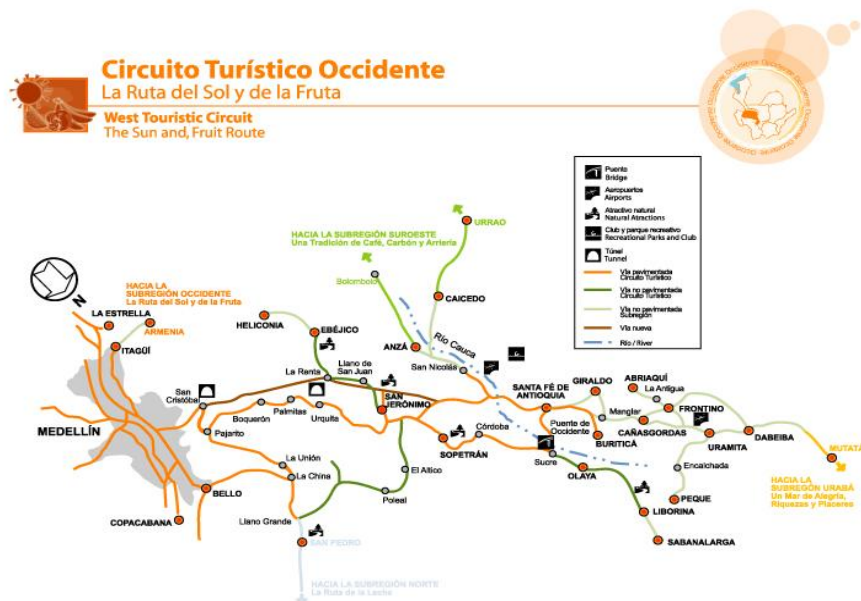 Circuito Turístico Occidente
La Ruta del Sol y de la Fruta
West Touristic Circuit
The Sun and, Fruit Route
Occidente Occidente Occidente Occidente
Puente
Bridge
Aeropuertos
Airports
Atractivo natural
Natural Atractions
Club y parque recreativo
Recreational Parks and Club
Túnel
Tunnel
Vía pavimentada
Circuito Turístico
Vía no pavimentada
Circuito Turístico
Vía no pavimentada
Subregión
Vía nueva
Río / River
HACIA LA SUBREGIÓN SUROESTE
Una Tradición de Café, Carbón y Arriería
URRAO
Bolombolo
CAICEDO
N
HACIA LA
SUBREGIÓN OCCIDENTE
La Ruta del Sol y de la Fruta
LA ESTRELLA
ARMENIA
ITAGÜÍ
HELICONIA
EBÉJICO
ANZÁ
Río Cauca
San Nicolás
La Renta
Llano de
San Juan
SAN
JERÓNIMO
San
Cristóbal
Boquerón
Palmitas
Urquita
MEDELLÍN
Pajarito
SANTA FÉ DE
ANTIOQUIA
GIRALDO
ABRIAQUÍ
La Antigua
FRONTINO
Manglar
CAÑASGORDAS
URAMITA
DABEIBA
MUTATA
Puente de
Occidente
BURITICÁ
Córdoba
SOPETRÁN
Sucre
OLAYA
Encalchada
PEQUE
LIBORINA
SABANALARGA
HACIA LA
SUBREGIÓN URABÁ
Un Mar de Alegría,
Riquezas y Placeres
La Unión
La China
El Altico
Poleal
BELLO
COPACABANA
Llano Grande
SAN PEDRO
HACIA LA SUBREGIÓN NORTE
La Ruta de la Leche